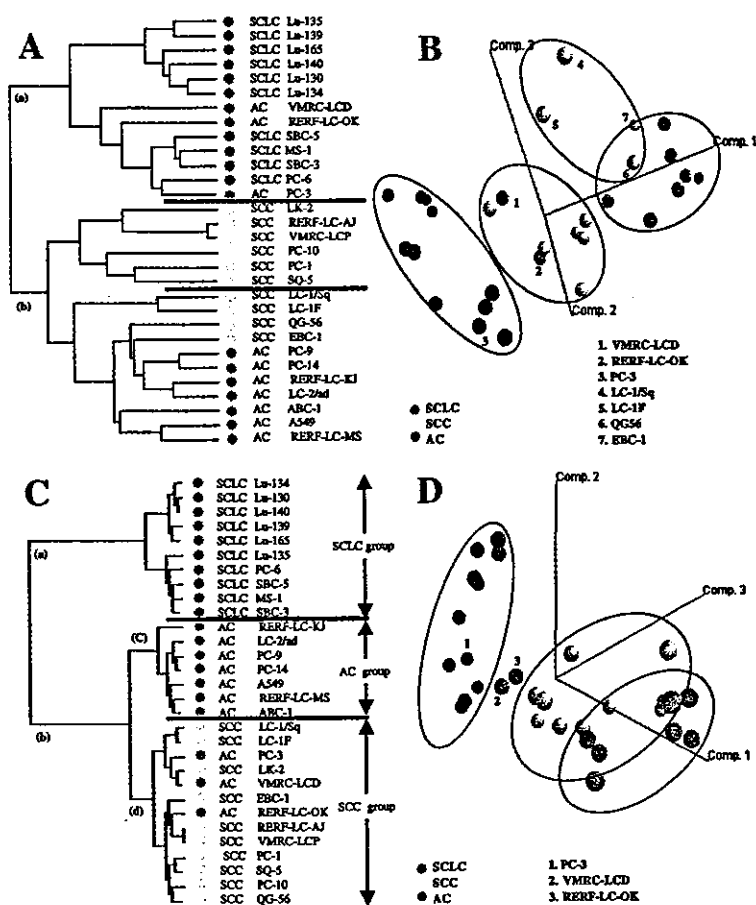 A
SCLC Lu-135
SCLC Lu-139
SCLC Lu-165
SCLC Lu-140
SCLC Lu-130
SCLC Lu-134
(a)
AC VMRC-LCD
AC RERF-LC-OK
SCLC SBC-5
SCLC MS-1
SCLC SBC-3
SCLC PC-6
AC PC-3
SCC LK-2
SCC RERF-LC-AJ
SCC VMRC-LCP
SCC PC-10
SCC PC-1
SCC SQ-5
(b)
SCC LC-1/Sq
SCC LC-1F
SCC QG-56
SCC EBC-1
AC PC-9
AC PC-14
AC RERF-LC-KJ
AC LC-2/ad
AC ABC-1
AC A549
AC RERF-LC-MS
B
Comp. 3
4
5
7
Comp. 1
6
1
2
Comp. 2
3
SCLC
SCC
AC
1. VMRC-LCD
2. RERF-LC-OK
3. PC-3
4. LC-1/Sq
5. LC-1F
6. QG56
7. EBC-1
C
SCLC Lu-134
SCLC Lu-130
SCLC Lu-140
SCLC Lu-139
SCLC Lu-165
SCLC Lu-135
SCLC PC-6
SCLC SBC-5
SCLC MS-1
SCLC SBC-3
SCLC group
(a)
AC RERF-LC-KJ
AC LC-2/ad
AC PC-9
AC PC-14
AC A549
AC RERF-LC-MS
AC ABC-1
AC group
(C)
(b)
SCC LC-1/Sq
SCC LC-1F
AC PC-3
SCC LK-2
AC VMRC-LCD
SCC EBC-1
AC RERF-LC-OK
SCC RERF-LC-AJ
SCC VMRC-LCP
SCC PC-1
SCC SQ-5
SCC PC-10
SCC QG-56
SCC group
(d)
D
Comp. 2
Comp. 3
1
3
2
Comp. 1
SCLC
SCC
AC
1. PC-3
2. VMRC-LCD
3. RERF-LC-OK